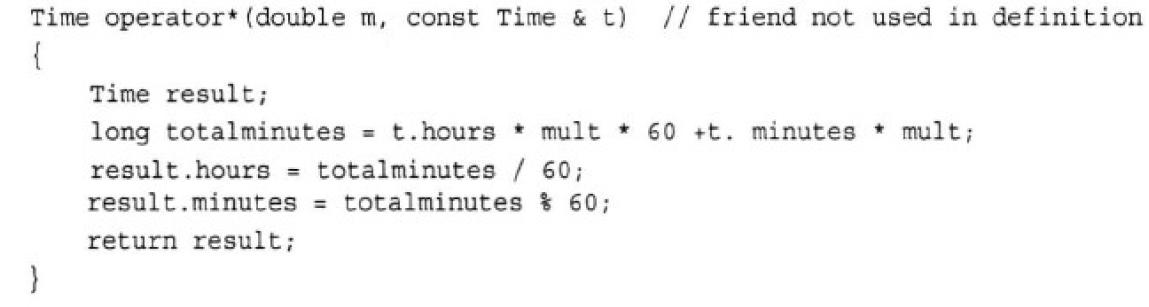 Time operator*(double m, const Time & t)  // friend not used in definition
{
    Time result;
    long totalminutes = t.hours * mult * 60 +t. minutes * mult;
    result.hours = totalminutes / 60;
    result.minutes = totalminutes % 60;
    return result;
}